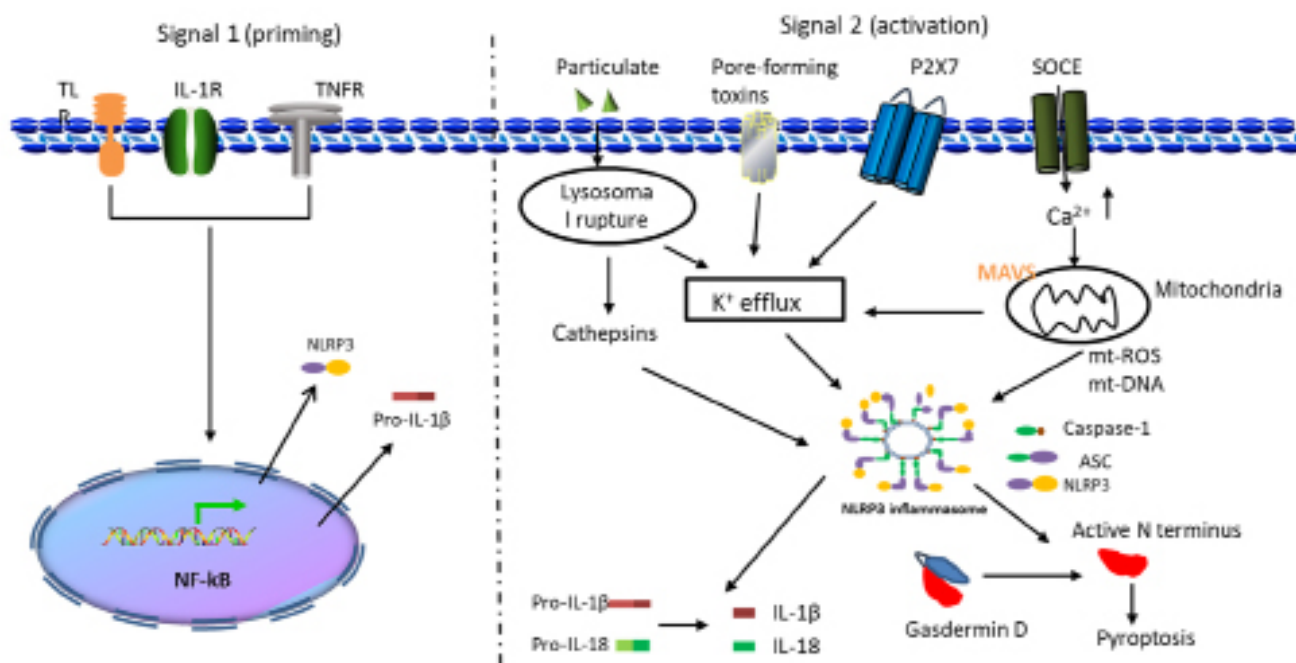 Signal 1 (priming)
TL
R
IL-1R
TNFR
NLRP3
Pro-IL-1β
NF-kB
Signal 2 (activation)
Particulate
Pore-forming
toxins
P2X7
SOCE
Lysosoma
l rupture
Ca²⁺
MAVS
Mitochondria
K⁺ efflux
Cathepsins
mt-ROS
mt-DNA
Caspase-1
ASC
NLRP3
NLRP3 inflammasome
Active N terminus
Gasdermin D
Pyroptosis
Pro-IL-1β
IL-1β
Pro-IL-18
IL-18